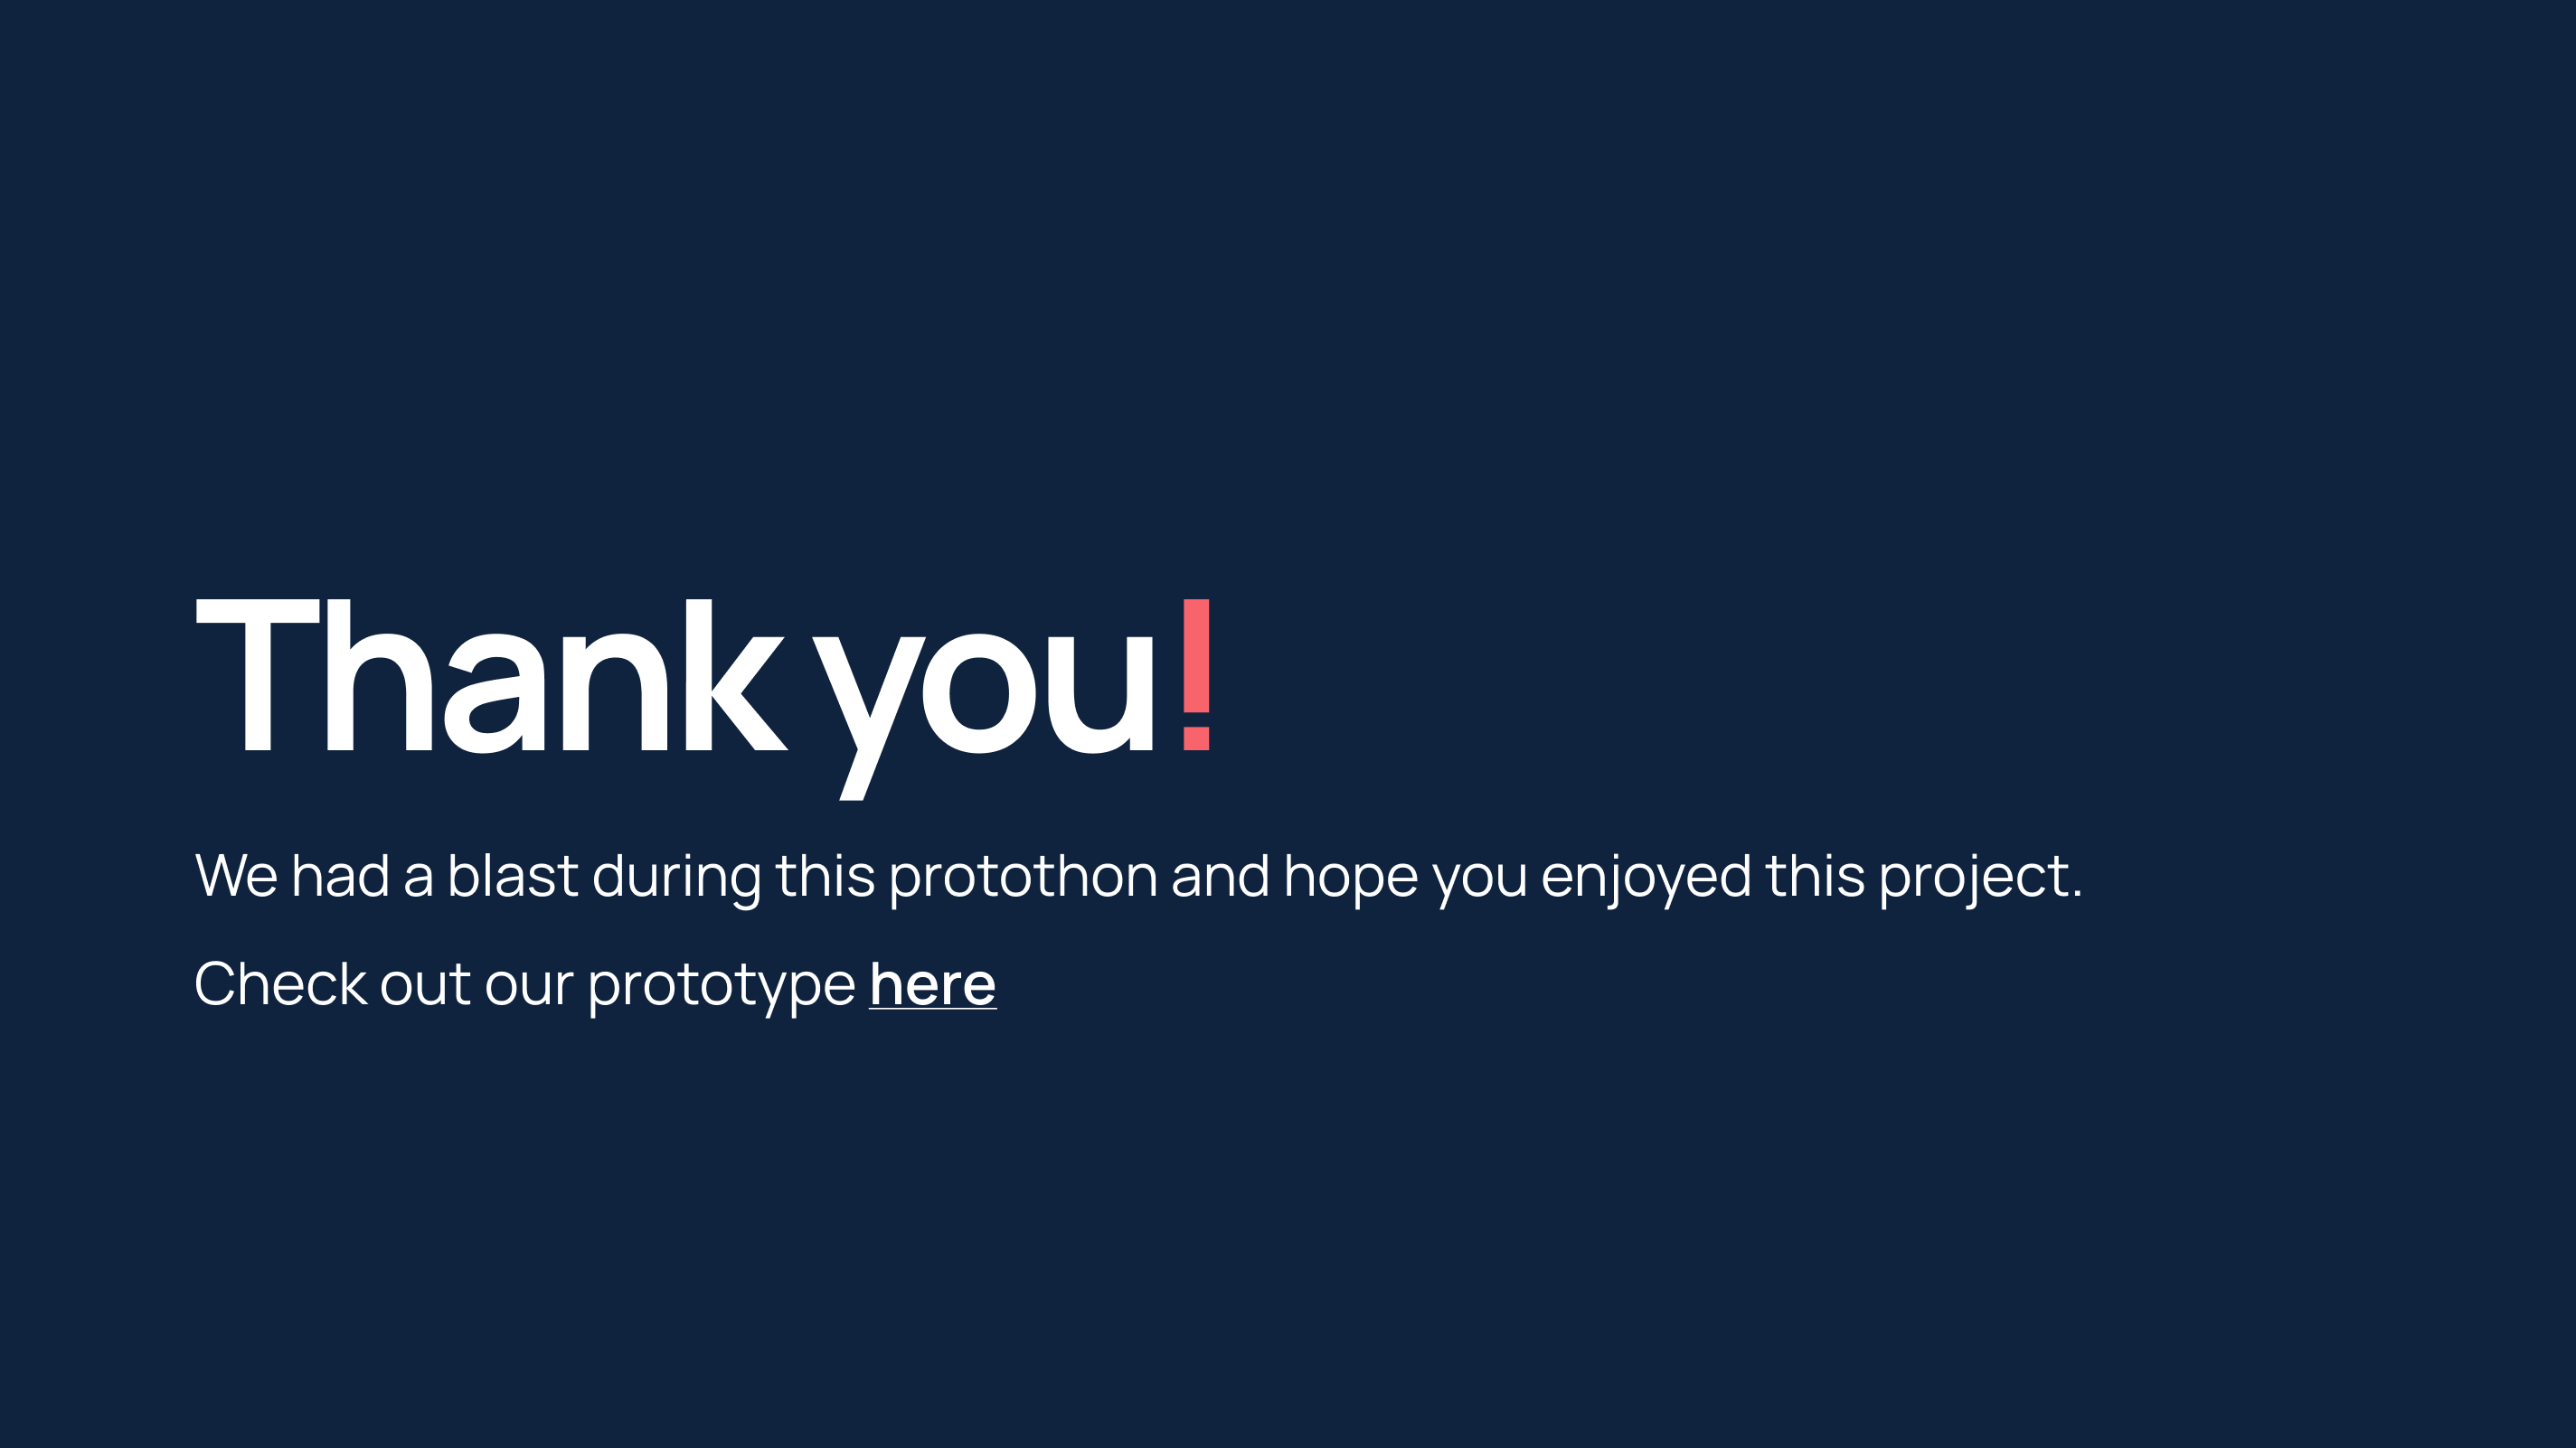 Thank you!
We had a blast during this protothon and hope you enjoyed this project.
Check out our prototype here